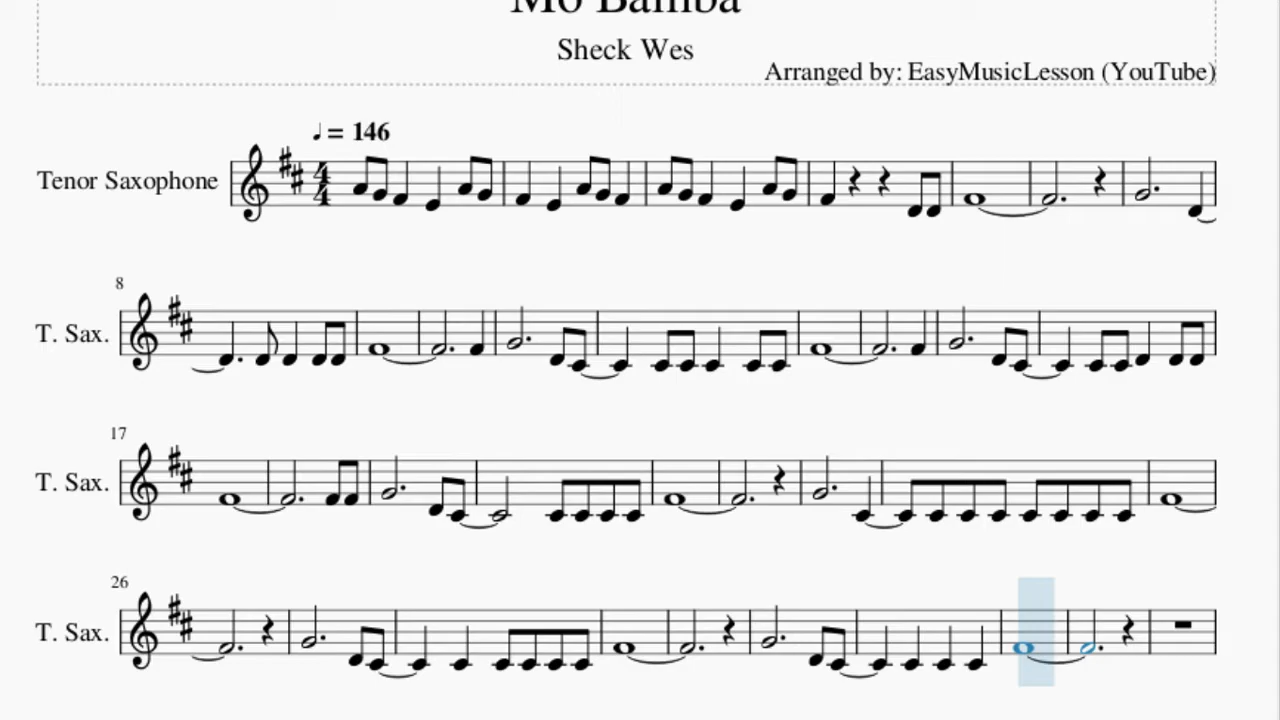 Mo Bamba
Sheck Wes
Arranged by: EasyMusicLesson (YouTube)
♩ = 146
Tenor Saxophone
4
4
8
T. Sax.
17
T. Sax.
26
T. Sax.